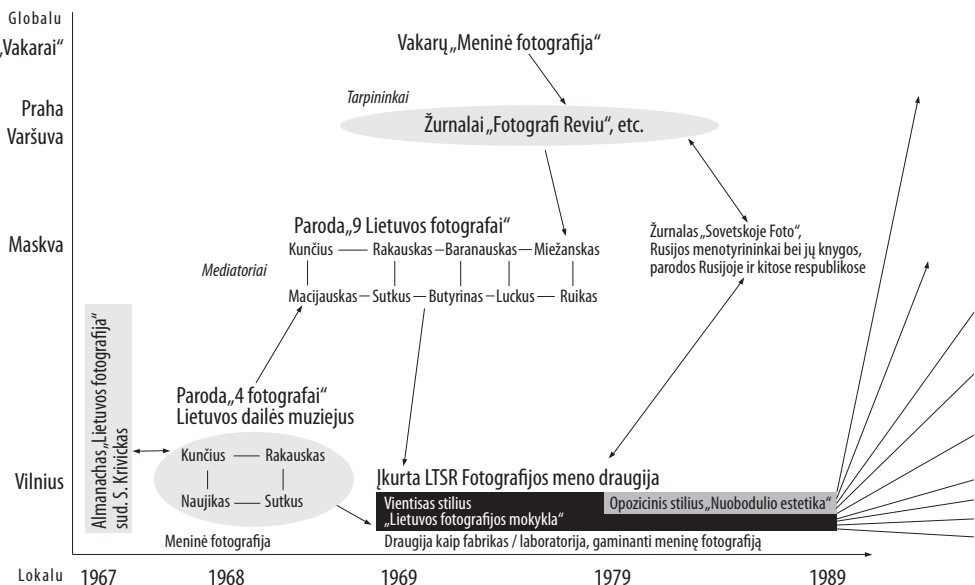 Globalu
„Vakarai“
Praha
Varšuva
Maskva
Vilnius
Lokalu
Vakarų „Meninė fotografija“
Tarpininkai
Žurnalai „Fotografi Reviu“, etc.
Paroda „9 Lietuvos fotografai“
Kunčius Rakauskas Baranauskas Miežanskas
Mediatoriai
Macijauskas Sutkus Butyrinas Luckus Ruikas
Žurnalas „Sovetskoje Foto“,
Rusijos menotyrininkai bei jų knygos,
parodos Rusijoje ir kitose respublikose
Almanachas „Lietuvos fotografija“
sud. S. Krivickas
Paroda „4 fotografai“
Lietuvos dailės muziejus
Kunčius Rakauskas
Naujikas Sutkus
Meninė fotografija
Įkurta LTSR Fotografijos meno draugija
Vientisas stilius
„Lietuvos fotografijos mokykla“
Opozicinis stilius „Nuobodulio estetika“
Draugija kaip fabrikas / laboratorija, gaminanti meninę fotografiją
1967 1968 1969 1979 1989